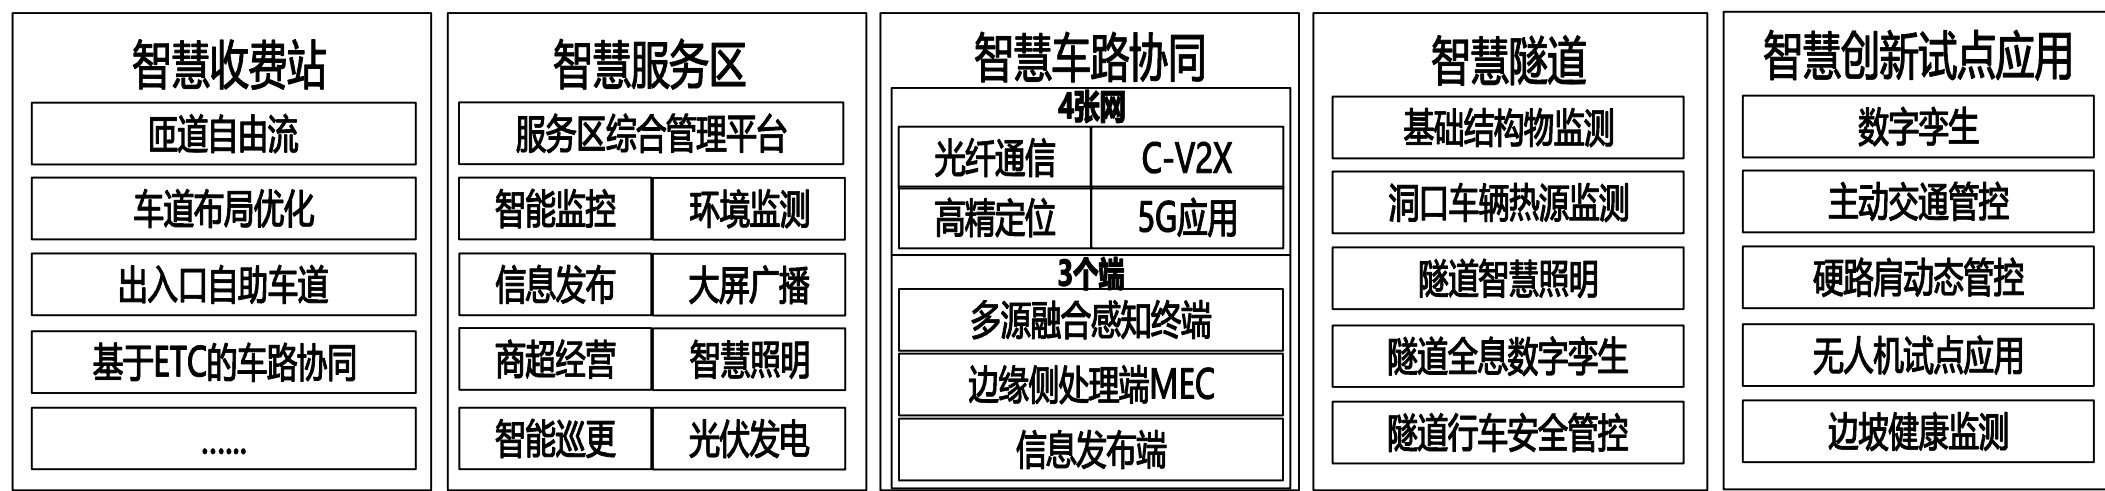 智慧收费站
匝道自由流
车道布局优化
出入口自助车道
基于ETC的车路协同
......
智慧服务区
服务区综合管理平台
智能监控
环境监测
信息发布
大屏广播
商超经营
智慧照明
智能巡更
光伏发电
智慧车路协同
4张网
光纤通信
C-V2X
高精定位
5G应用
3个端
多源融合感知终端
边缘侧处理端MEC
信息发布端
智慧隧道
基础结构物监测
洞口车辆热源监测
隧道智慧照明
隧道全息数字孪生
隧道行车安全管控
智慧创新试点应用
数字孪生
主动交通管控
硬路肩动态管控
无人机试点应用
边坡健康监测